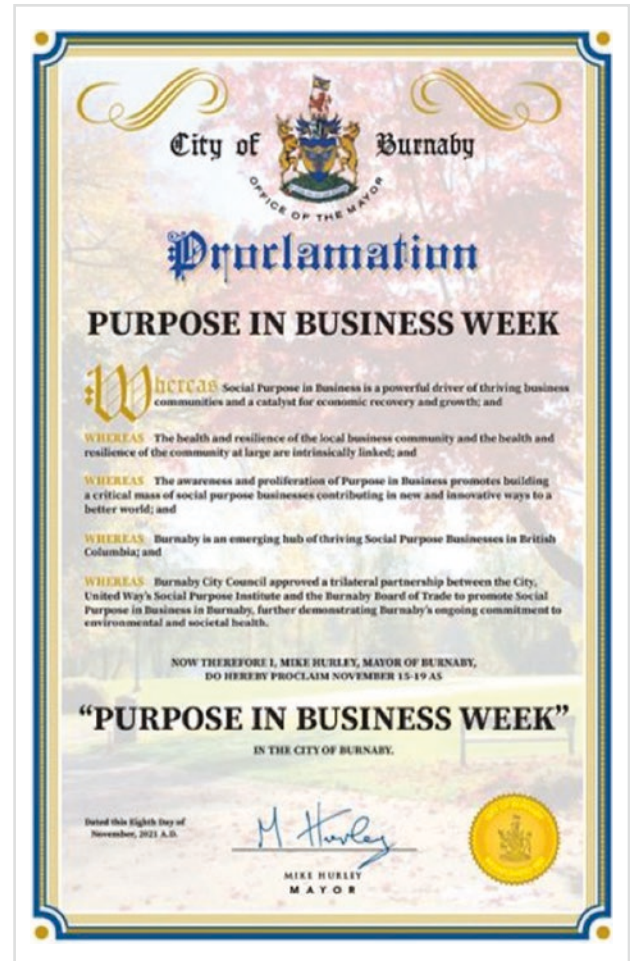 City of Burnaby
OFFICE OF THE MAYOR
Proclamation
PURPOSE IN BUSINESS WEEK
Whereas Social Purpose in Business is a powerful driver of thriving business
communities and a catalyst for economic recovery and growth; and
WHEREAS The health and resilience of the local business community and the health and
resilience of the community at large are intrinsically linked; and
WHEREAS The awareness and proliferation of Purpose in Business promotes building
a critical mass of social purpose businesses contributing in new and innovative ways to a
better world; and
WHEREAS Burnaby is an emerging hub of thriving Social Purpose Businesses in British
Columbia; and
WHEREAS Burnaby City Council approved a trilateral partnership between the City,
United Way's Social Purpose Institute and the Burnaby Board of Trade to promote Social
Purpose in Business in Burnaby, further demonstrating Burnaby's ongoing commitment to
environmental and societal health.
NOW THEREFORE I, MIKE HURLEY, MAYOR OF BURNABY,
DO HEREBY PROCLAIM NOVEMBER 15-19 AS
“PURPOSE IN BUSINESS WEEK”
IN THE CITY OF BURNABY.
Dated this Eighth Day of
November, 2021 A.D.
M Hurley
MIKE HURLEY
MAYOR